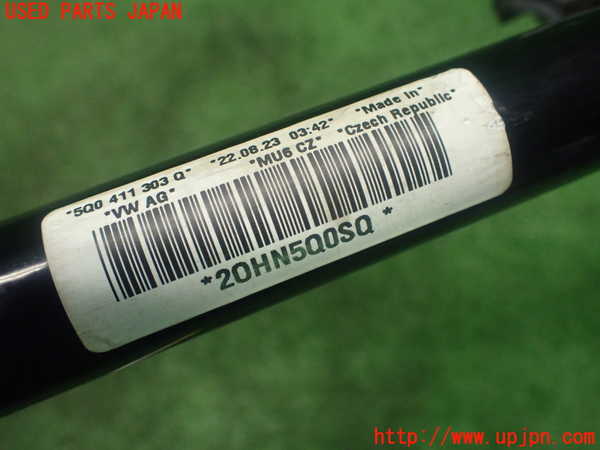 USED PARTS JAPAN
"5Q0 411 303 Q" "22.08.23 03:42" "Made in"
"VW AG" "MU6 CZ" "Czech Republic"
*20HN5Q0SQ*
http://www.upjpn.com/